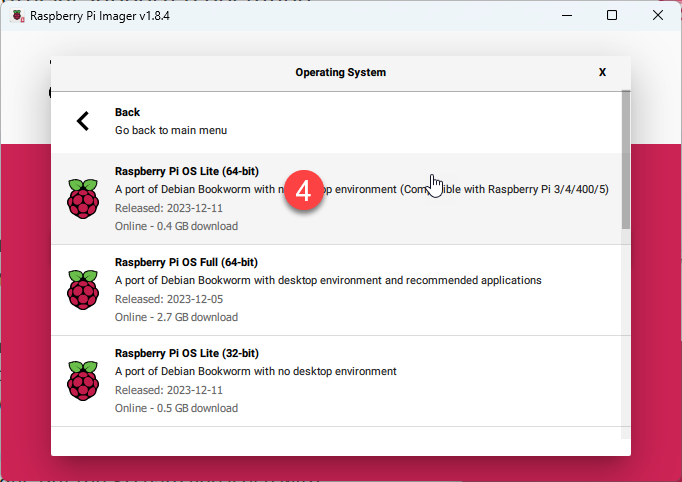 Raspberry Pi Imager v1.8.4
Operating System
X
Back
Go back to main menu
Raspberry Pi OS Lite (64-bit)
A port of Debian Bookworm with environment (Compatible with Raspberry Pi 3/4/400/5)
4
Released: 2023-12-11
Online - 0.4 GB download
Raspberry Pi OS Full (64-bit)
A port of Debian Bookworm with desktop environment and recommended applications
Released: 2023-12-05
Online - 2.7 GB download
Raspberry Pi OS Lite (32-bit)
A port of Debian Bookworm with no desktop environment
Released: 2023-12-11
Online - 0.5 GB download